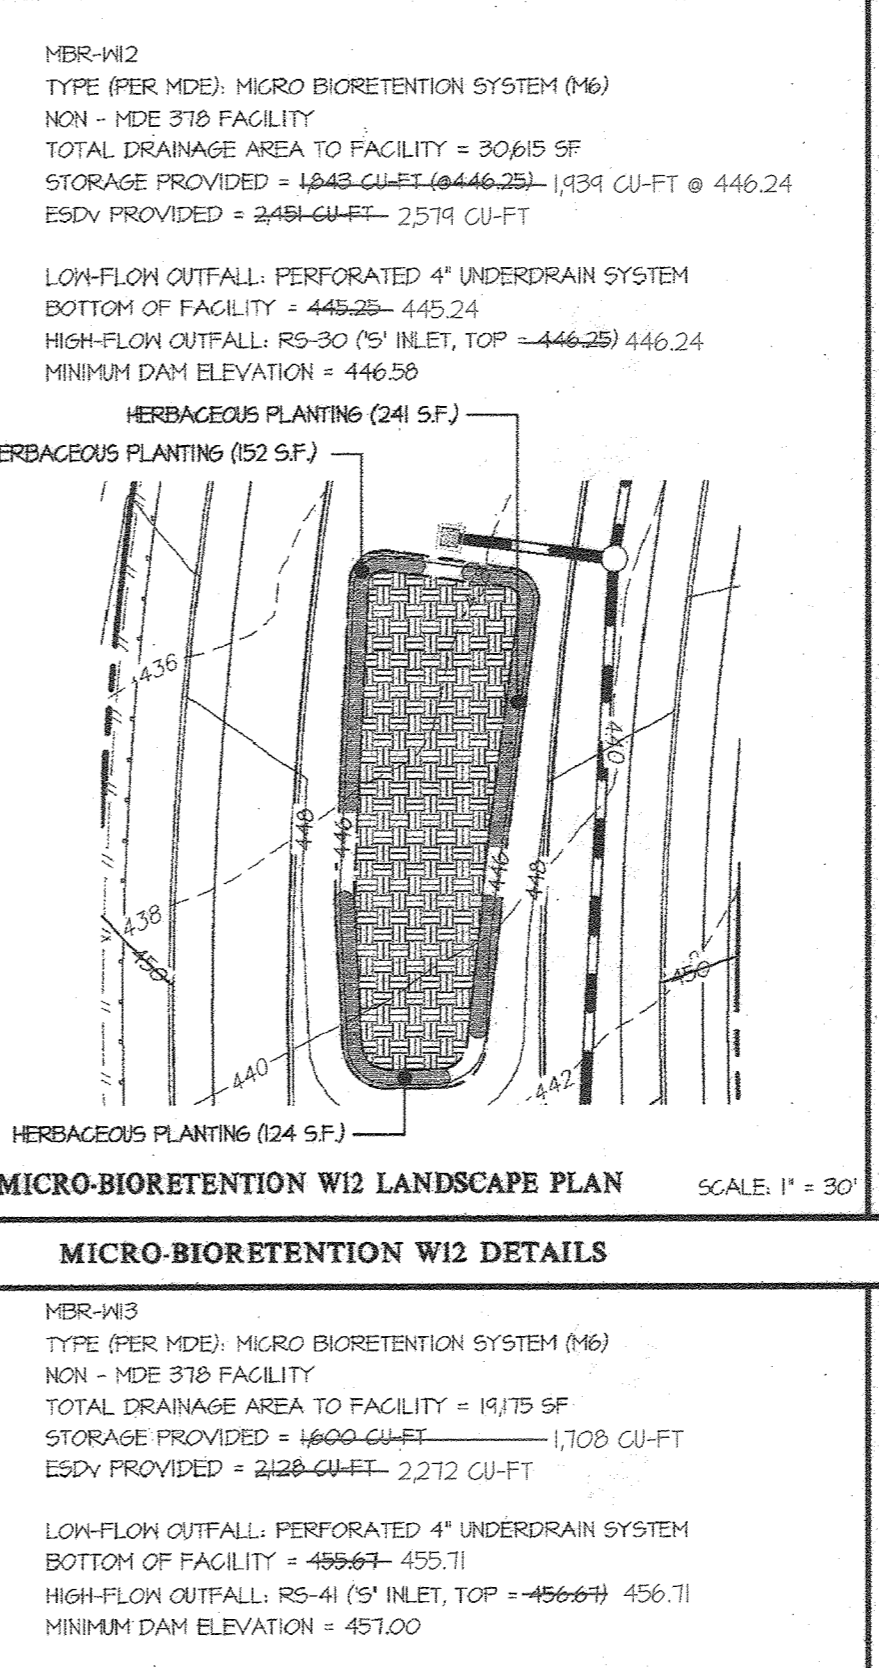 MBR-W12
TYPE (PER MDE): MICRO BIORETENTION SYSTEM (M6)
NON - MDE 378 FACILITY
TOTAL DRAINAGE AREA TO FACILITY = 30,615 SF
STORAGE PROVIDED = 1,843 CU-FT (@446.25) 1,939 CU-FT @ 446.24
ESDv PROVIDED = 2,451 CU-FT 2,579 CU-FT
LOW-FLOW OUTFALL: PERFORATED 4" UNDERDRAIN SYSTEM
BOTTOM OF FACILITY = 445.25 445.24
HIGH-FLOW OUTFALL: RS-30 ('S' INLET, TOP = 446.25) 446.24
MINIMUM DAM ELEVATION = 446.58
HERBACEOUS PLANTING (241 S.F.)
ERBACEOUS PLANTING (152 S.F.)
436
440
448
446
446
448
438
450
450
440
442
HERBACEOUS PLANTING (124 S.F.)
MICRO-BIORETENTION W12 LANDSCAPE PLAN
SCALE: 1" = 30'
MICRO-BIORETENTION W12 DETAILS
MBR-W13
TYPE (PER MDE): MICRO BIORETENTION SYSTEM (M6)
NON - MDE 378 FACILITY
TOTAL DRAINAGE AREA TO FACILITY = 19,175 SF
STORAGE PROVIDED = 1,600 CU-FT 1,708 CU-FT
ESDv PROVIDED = 2,128 CU-FT 2,272 CU-FT
LOW-FLOW OUTFALL: PERFORATED 4" UNDERDRAIN SYSTEM
BOTTOM OF FACILITY = 455.67 455.71
HIGH-FLOW OUTFALL: RS-41 ('S' INLET, TOP = 456.67) 456.71
MINIMUM DAM ELEVATION = 457.00